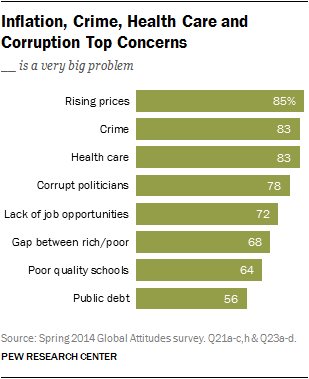 Inflation, Crime, Health Care and
Corruption Top Concerns
__ is a very big problem
Rising prices 85%
Crime 83
Health care 83
Corrupt politicians 78
Lack of job opportunities 72
Gap between rich/poor 68
Poor quality schools 64
Public debt 56
Source: Spring 2014 Global Attitudes survey. Q21a-c,h & Q23a-d.
PEW RESEARCH CENTER